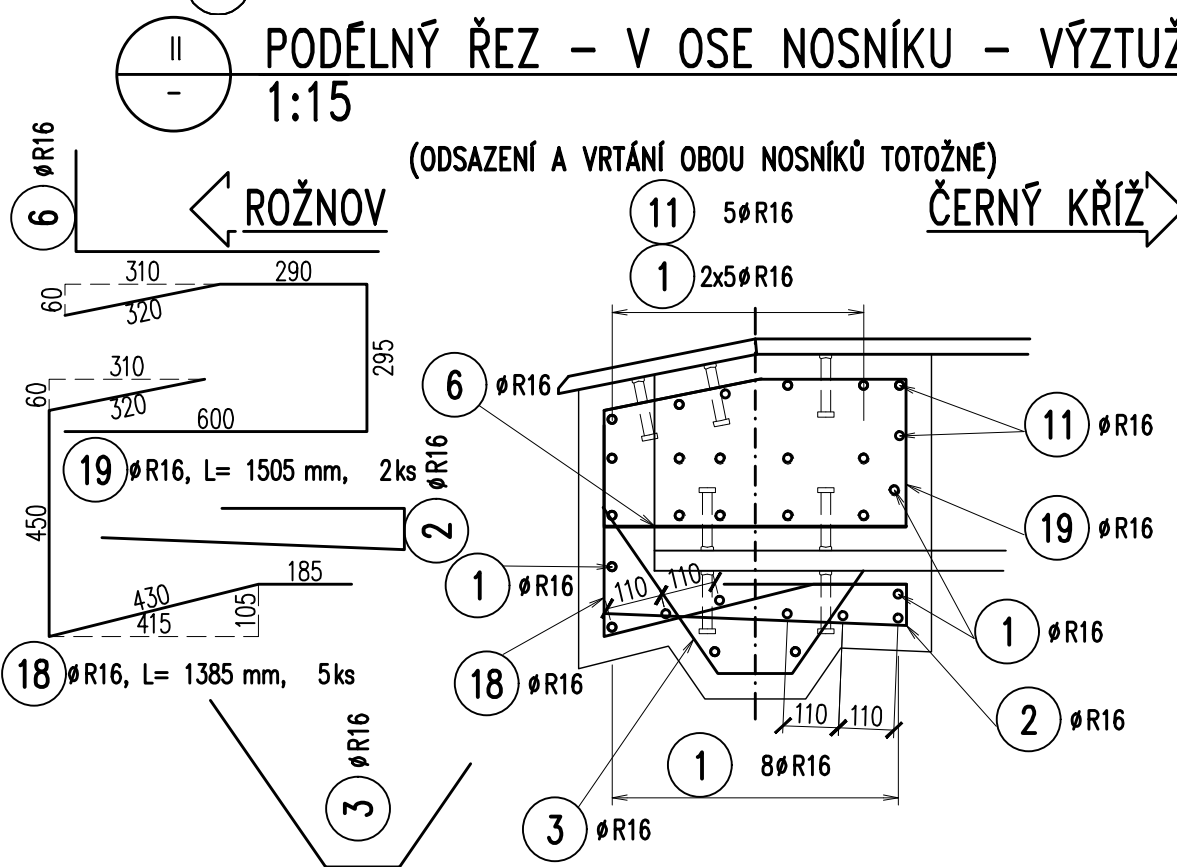 II
PODÉLNÝ ŘEZ – V OSE NOSNÍKU – VÝZTUŽ
-
1:15
(ODSAZENÍ A VRTÁNÍ OBOU NOSNÍKŮ TOTOŽNÉ)
6 øR16
ROŽNOV
ČERNÝ KŘÍŽ
11 5øR16
1 2x5øR16
310
290
60
320
295
310
60
320
600
19 øR16, L= 1505 mm, 2ks
450
2 øR16
185
430
415
105
18 øR16, L= 1385 mm, 5ks
3 øR16
6 øR16
11 øR16
19 øR16
1 øR16
110
110
1 øR16
18 øR16
2 øR16
110
110
1 8øR16
3 øR16